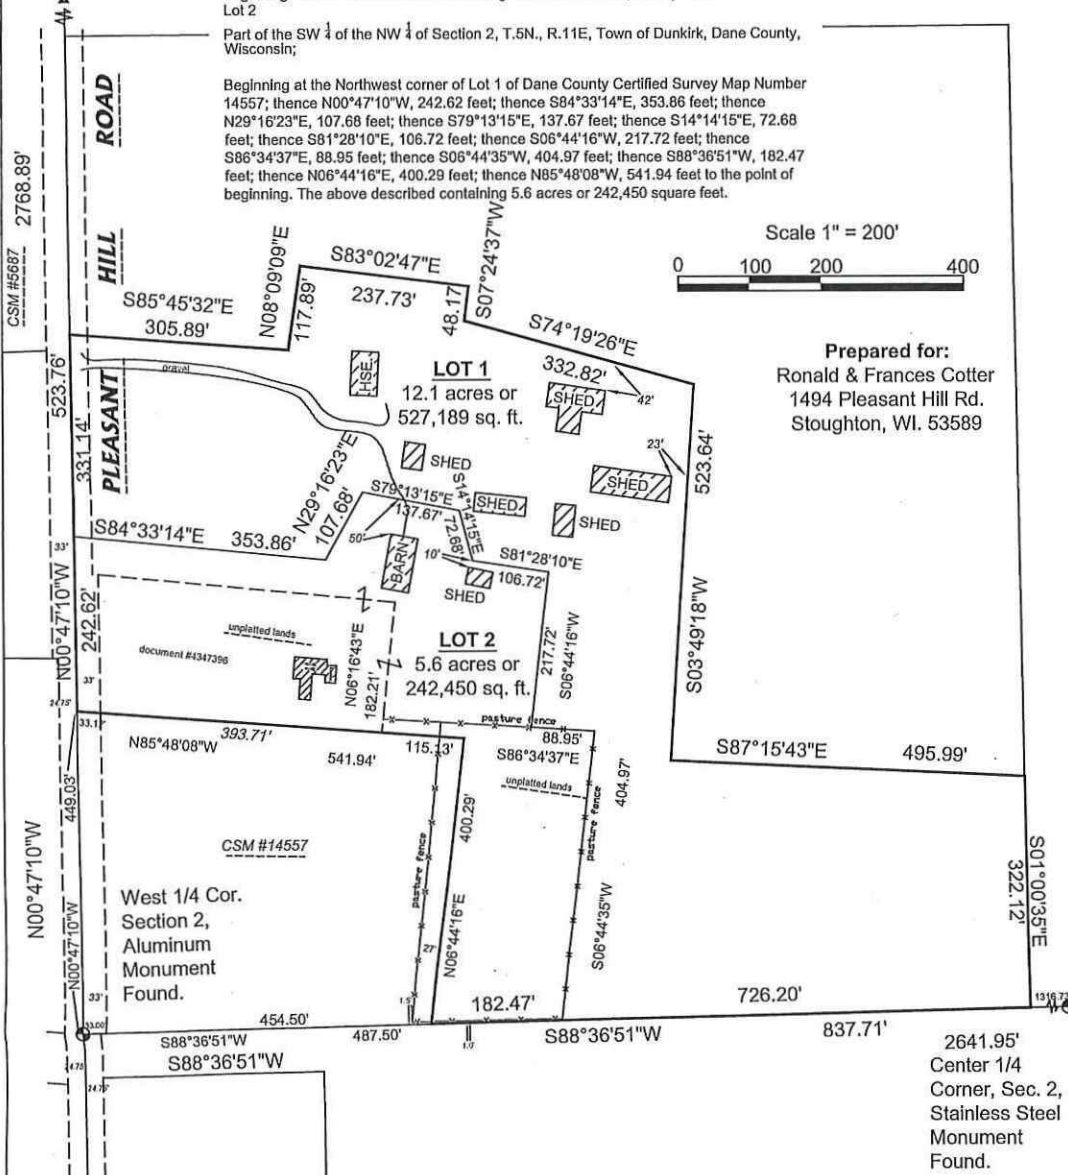 Lot 2
Part of the SW ¼ of the NW ¼ of Section 2, T.5N., R.11E, Town of Dunkirk, Dane County,
Wisconsin;
Beginning at the Northwest corner of Lot 1 of Dane County Certified Survey Map Number
14557; thence N00°47'10"W, 242.62 feet; thence S84°33'14"E, 353.86 feet; thence
N29°16'23"E, 107.68 feet; thence S79°13'15"E, 137.67 feet; thence S14°14'15"E, 72.68
feet; thence S81°28'10"E, 106.72 feet; thence S06°44'16"W, 217.72 feet; thence
S86°34'37"E, 88.95 feet; thence S06°44'35"W, 404.97 feet; thence S88°36'51"W, 182.47
feet; thence N06°44'16"E, 400.29 feet; thence N85°48'08"W, 541.94 feet to the point of
beginning. The above described containing 5.6 acres or 242,450 square feet.
PLEASANT HILL ROAD
2768.89'
CSM #5687
Scale 1" = 200'
0 100 200 400
Prepared for:
Ronald & Frances Cotter
1494 Pleasant Hill Rd.
Stoughton, WI. 53589
S85°45'32"E
305.89'
N08°09'09"E
117.89'
S83°02'47"E
237.73'
48.17'
S07°24'37"W
S74°19'26"E
332.82'
42'
523.76'
331.14'
gravel
HSE.
LOT 1
12.1 acres or
527,189 sq. ft.
SHED
23'
523.64'
SHED
SHED
SHED
SHED
N29°16'23"E
107.68'
S79°13'15"E
137.67'
S14°14'15"E
72.68'
S84°33'14"E
353.86'
50'
BARN
10'
S81°28'10"E
106.72'
SHED
33'
N00°47'10"W
242.62'
unplatted lands
document #4347396
N06°16'43"E
182.21'
LOT 2
5.6 acres or
242,450 sq. ft.
217.72'
S06°44'16"W
S03°49'18"W
33'
24.75'
33.17'
393.71'
N85°48'08"W
541.94'
115.13'
pasture fence
88.95'
S86°34'37"E
unplatted lands
404.97'
pasture fence
S87°15'43"E
495.99'
449.03'
CSM #14557
400.29'
pasture fence
N06°44'16"E
27'
S06°44'35"W
S01°00'35"E
322.12'
N00°47'10"W
West 1/4 Cor.
Section 2,
Aluminum
Monument
Found.
N00°47'10"W
33'
33.00'
454.50'
S88°36'51"W
487.50'
S88°36'51"W
1.5'
1.0'
182.47'
S88°36'51"W
726.20'
837.71'
1316.73
24.75
24.75'
2641.95'
Center 1/4
Corner, Sec. 2,
Stainless Steel
Monument
Found.